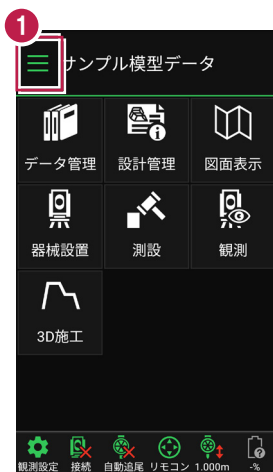 1
サンプル模型データ
データ管理 設計管理 図面表示
器械設置 測設 観測
3D施工
観測設定 接続 自動追尾 リモコン 1.000m -%